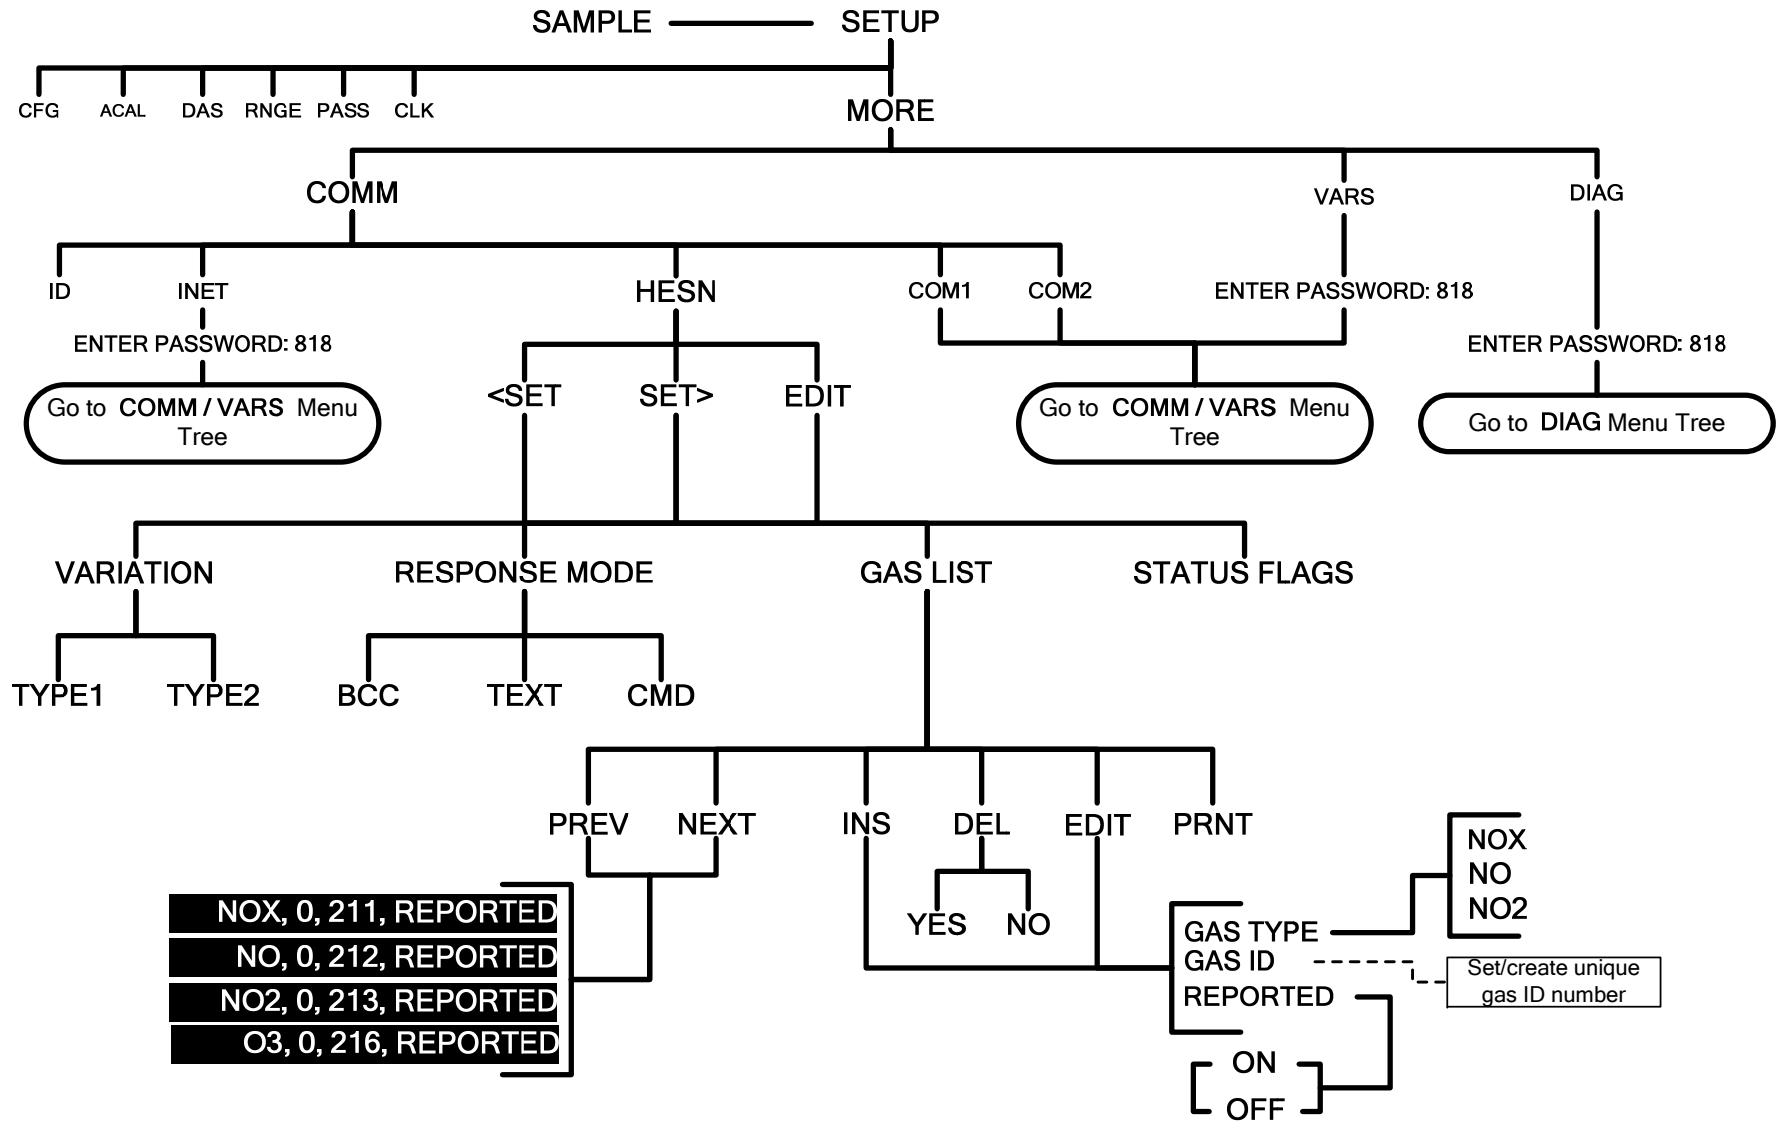 SAMPLE SETUP
CFG ACAL DAS RNGE PASS CLK MORE
COMM VARS DIAG
ID INET HESN COM1 COM2 ENTER PASSWORD: 818
ENTER PASSWORD: 818 ENTER PASSWORD: 818
<SET SET> EDIT
Go to COMM / VARS Menu
Tree
Go to COMM / VARS Menu
Tree
Go to DIAG Menu Tree
VARIATION RESPONSE MODE GAS LIST STATUS FLAGS
TYPE1 TYPE2 BCC TEXT CMD
PREV NEXT INS DEL EDIT PRNT
YES NO
NOX
NO
NO2
NOX, 0, 211, REPORTED
NO, 0, 212, REPORTED
NO2, 0, 213, REPORTED
O3, 0, 216, REPORTED
GAS TYPE
GAS ID
REPORTED
Set/create unique
gas ID number
ON
OFF